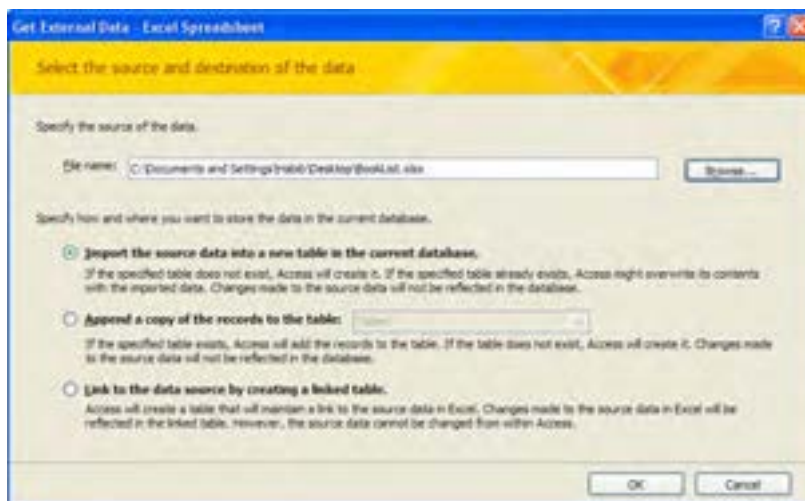 Get External Data - Excel Spreadsheet
Select the source and destination of the data
Specify the source of the data.
File name: C:\Documents and Settings\Habib\Desktop\BookList.xlsx
Browse...
Specify how and where you want to store the data in the current database.
Import the source data into a new table in the current database.
If the specified table does not exist, Access will create it. If the specified table already exists, Access might overwrite its contents
with the imported data. Changes made to the source data will not be reflected in the database.
Append a copy of the records to the table:
If the specified table exists, Access will add the records to the table. If the table does not exist, Access will create it. Changes made
to the source data will not be reflected in the database.
Link to the data source by creating a linked table.
Access will create a table that will maintain a link to the source data in Excel. Changes made to the source data in Excel will be
reflected in the linked table. However, the source data cannot be changed from within Access.
OK Cancel